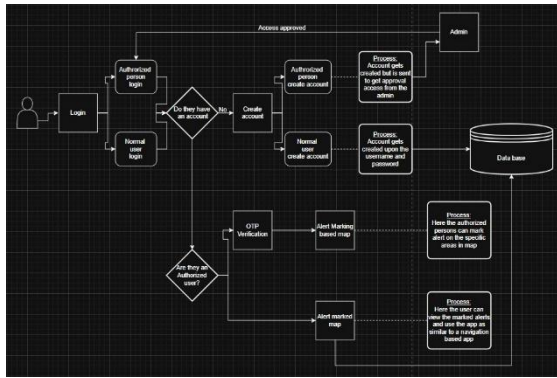 Access approved
Admin
Authrorized
person
login
Authrorized
person
create account
Process:
Account gets
created but is sent
to get approval
access from the
admin
Login
Do they have
an account
No
Create
account
Normal
user
login
Normal
user
create account
Process:
Account gets
created upon the
username and
password
Data base
OTP
Verification
Alert Marking
based map
Process:
Here the authorized
persons can mark
alert on the specific
areas in map
Are they an
Authorized
user?
Alert marked
map
Process:
Here the user can
view the marked alerts
and use the app as
similar to a navigation
based app